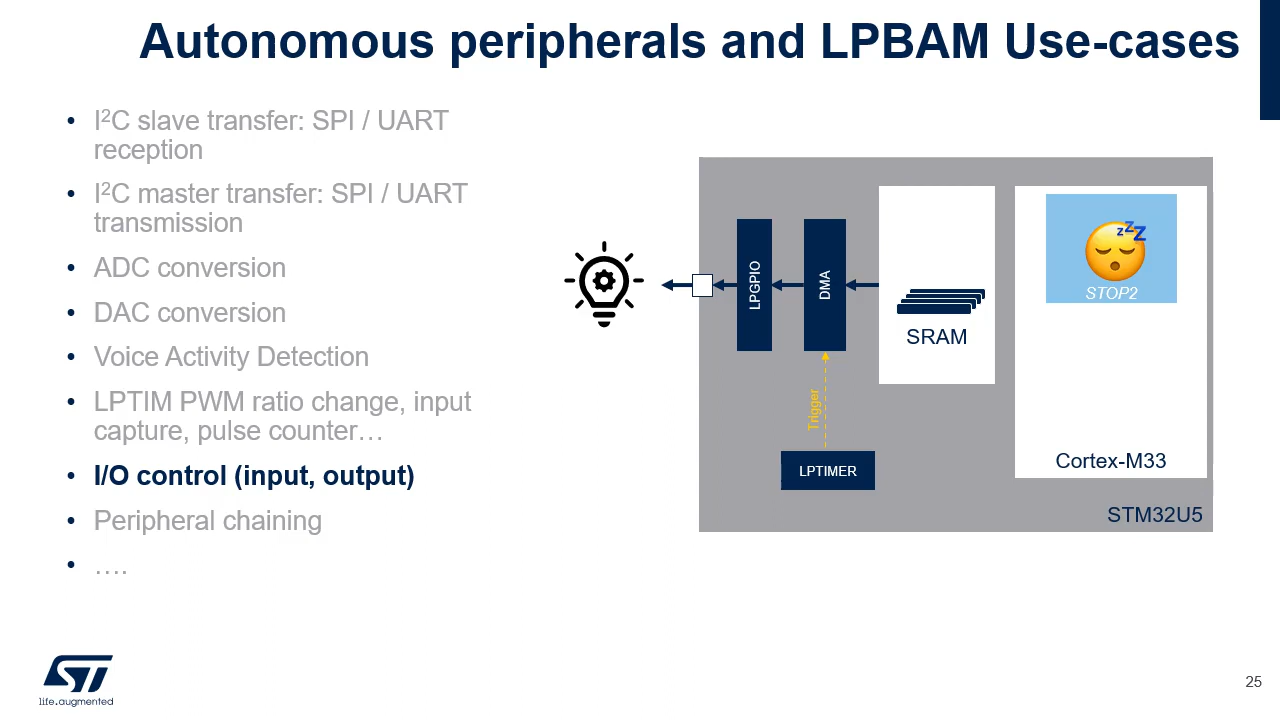 Autonomous peripherals and LPBAM Use-cases
• I²C slave transfer: SPI / UART
reception
• I²C master transfer: SPI / UART
transmission
• ADC conversion
• DAC conversion
• Voice Activity Detection
• LPTIM PWM ratio change, input
capture, pulse counter…
• I/O control (input, output)
• Peripheral chaining
• ….
LPGPIO
DMA
SRAM
zzZ
STOP2
Trigger
LPTIMER
Cortex-M33
STM32U5
ST
life.augmented
25